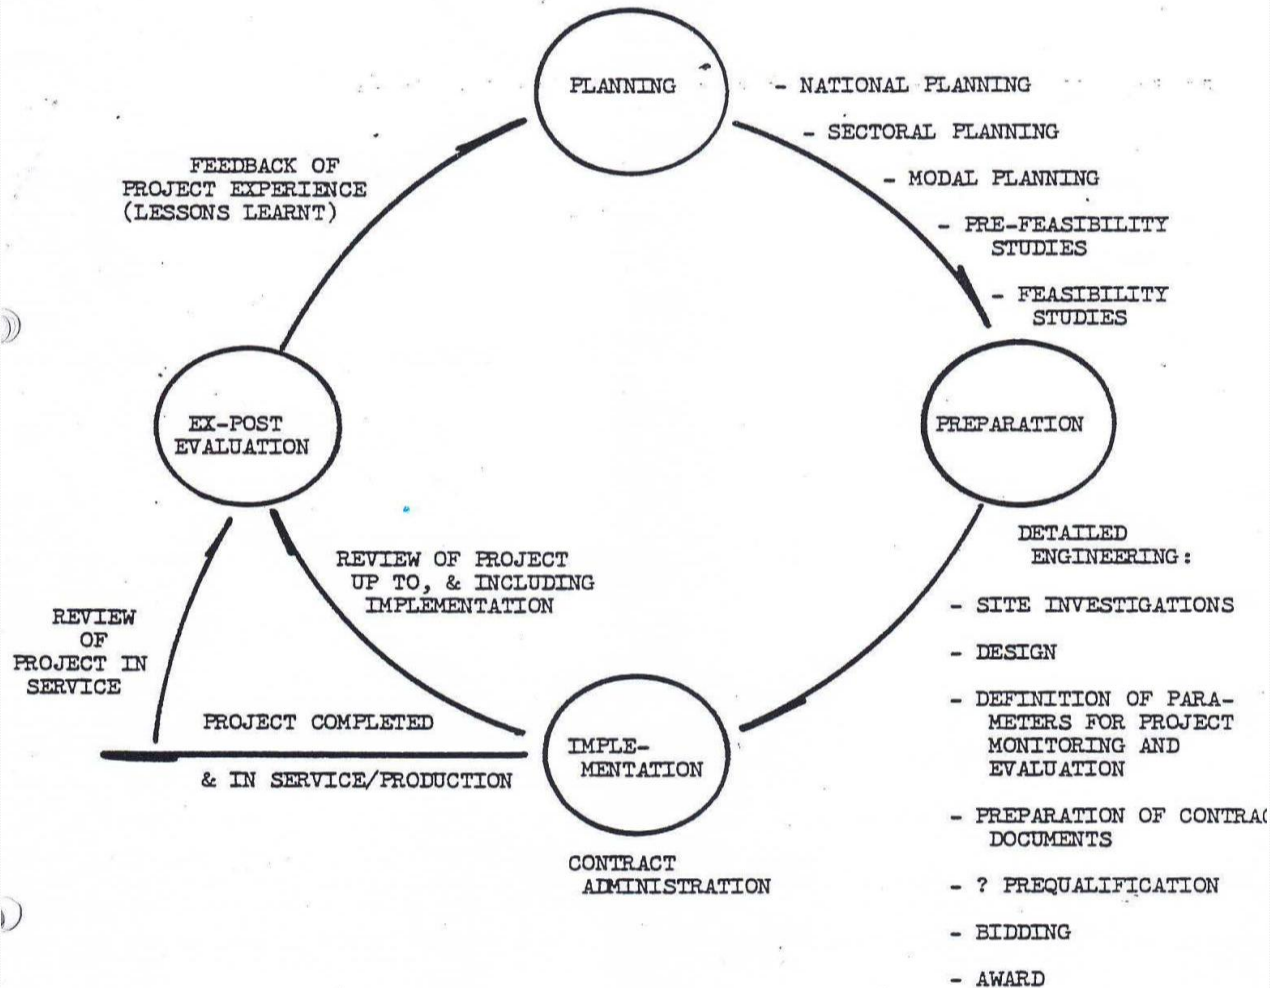 PLANNING
- NATIONAL PLANNING
- SECTORAL PLANNING
- MODAL PLANNING
- PRE-FEASIBILITY
STUDIES
- FEASIBILITY
STUDIES
FEEDBACK OF
PROJECT EXPERIENCE
(LESSONS LEARNT)
EX-POST
EVALUATION
PREPARATION
DETAILED
ENGINEERING:
- SITE INVESTIGATIONS
- DESIGN
- DEFINITION OF PARA-
METERS FOR PROJECT
MONITORING AND
EVALUATION
- PREPARATION OF CONTRAC
DOCUMENTS
- ? PREQUALIFICATION
- BIDDING
- AWARD
REVIEW OF PROJECT
UP TO, & INCLUDING
IMPLEMENTATION
REVIEW
OF
PROJECT IN
SERVICE
PROJECT COMPLETED
& IN SERVICE/PRODUCTION
IMPLE-
MENTATION
CONTRACT
ADMINISTRATION